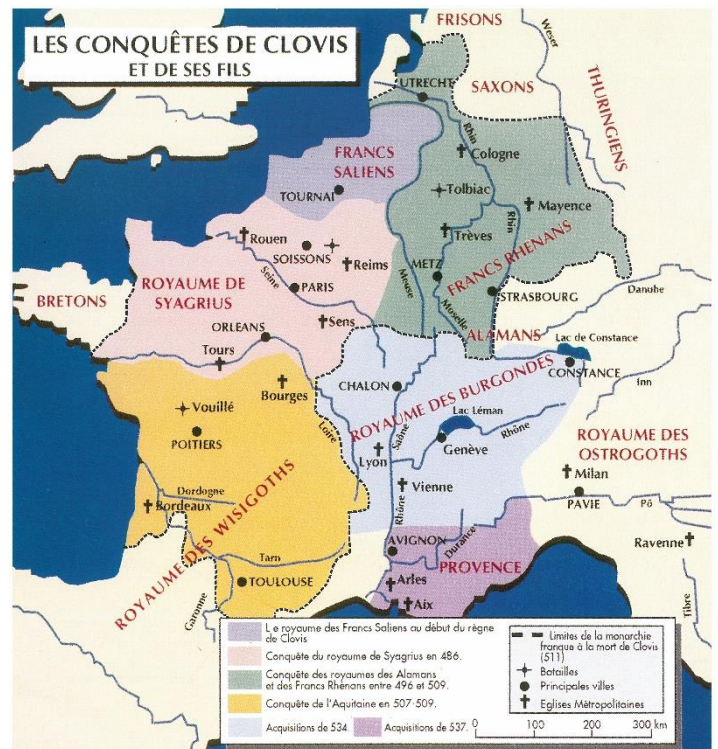 LES CONQUÊTES DE CLOVIS
ET DE SES FILS
FRISONS
Weser
UTRECHT
SAXONS
THURINGIENS
Rhin
FRANCS
SALIENS
Cologne
TOURNAI
Tolbiac
Mayence
Rhin
Rouen
SOISSONS
Reims
Trèves
METZ
FRANCS RHENANS
ROYAUME DE
SYAGRIUS
Seine
PARIS
Meuse
STRASBOURG
BRETONS
Danube
Sens
Moselle
ORLEANS
ALAMANS
Lac de Constance
Tours
CONSTANCE
Bourges
CHALON
ROYAUME DES BURGONDES
Inn
Vouillé
Lac Léman
POITIERS
Loire
Saône
Genève
Rhône
ROYAUME DES
OSTROGOTHS
Lyon
Milan
Vienne
Dordogne
Bordeaux
Rhône
PAVIE
Pô
ROYAUME DES WISIGOTHS
AVIGNON
Durance
Ravenne
Tarn
PROVENCE
TOULOUSE
Arles
Garonne
Aix
Tibre
L e royaume des Francs Saliens au début du règne
de Clovis
Conquête du royaume de Syagrius en 486.
Conquête des royaumes des Alamans
et des Francs Rhénans entre 496 et 509.
Conquête de l'Aquitaine en 507-509.
Acquisitions de 534.
Acquisitions de 537.
Limites de la monarchie
franque à la mort de Clovis
(511)
Batailles
Principales villes
Eglises Métropolitaines
0 100 200 300 km